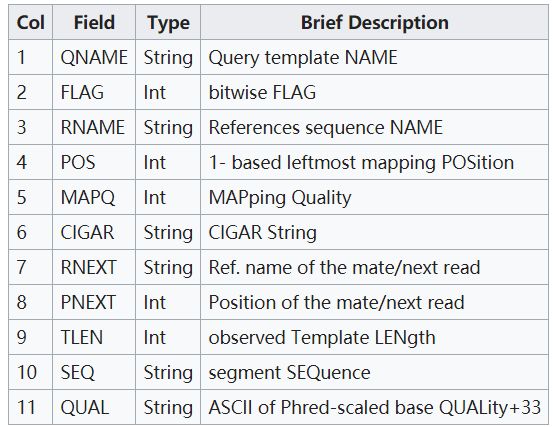 Col Field Type Brief Description
1 QNAME String Query template NAME
2 FLAG Int bitwise FLAG
3 RNAME String References sequence NAME
4 POS Int 1- based leftmost mapping POSition
5 MAPQ Int MAPping Quality
6 CIGAR String CIGAR String
7 RNEXT String Ref. name of the mate/next read
8 PNEXT Int Position of the mate/next read
9 TLEN Int observed Template LENgth
10 SEQ String segment SEQuence
11 QUAL String ASCII of Phred-scaled base QUALity+33